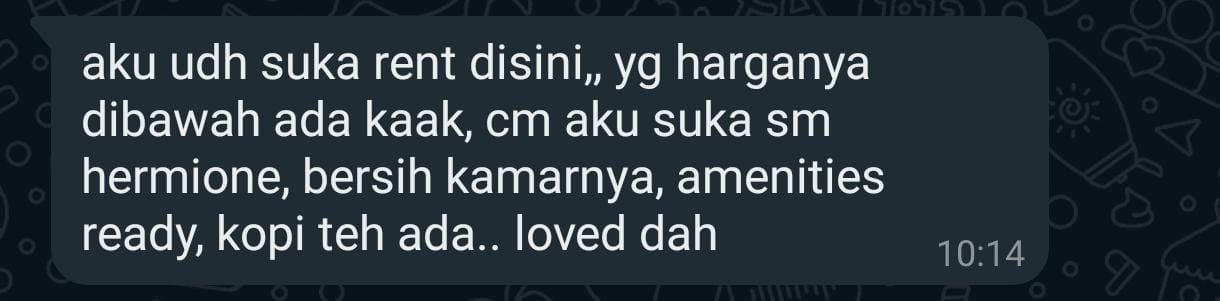 aku udh suka rent disini,, yg harganya
dibawah ada kaak, cm aku suka sm
hermione, bersih kamarnya, amenities
ready, kopi teh ada.. loved dah
10:14